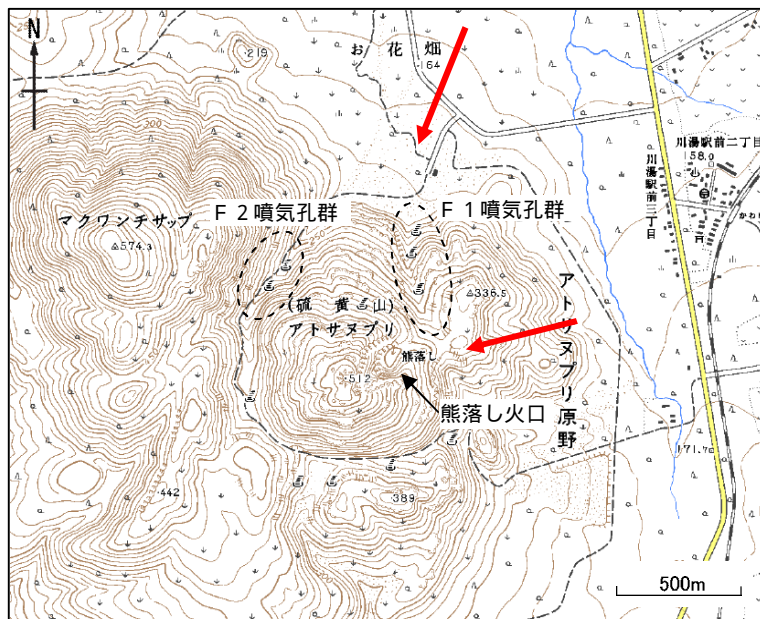 N
お花畑
・164
・219
200
川湯駅前二丁目
158.0
川湯駅前三丁目
F2噴気孔群
F1噴気孔群
マクワンチサップ
△574.3
(硫黄山)
アトサヌプリ
△336.5
アトサヌプリ原野
熊落し
・512
熊落し火口
171.7
・442
・389
500m